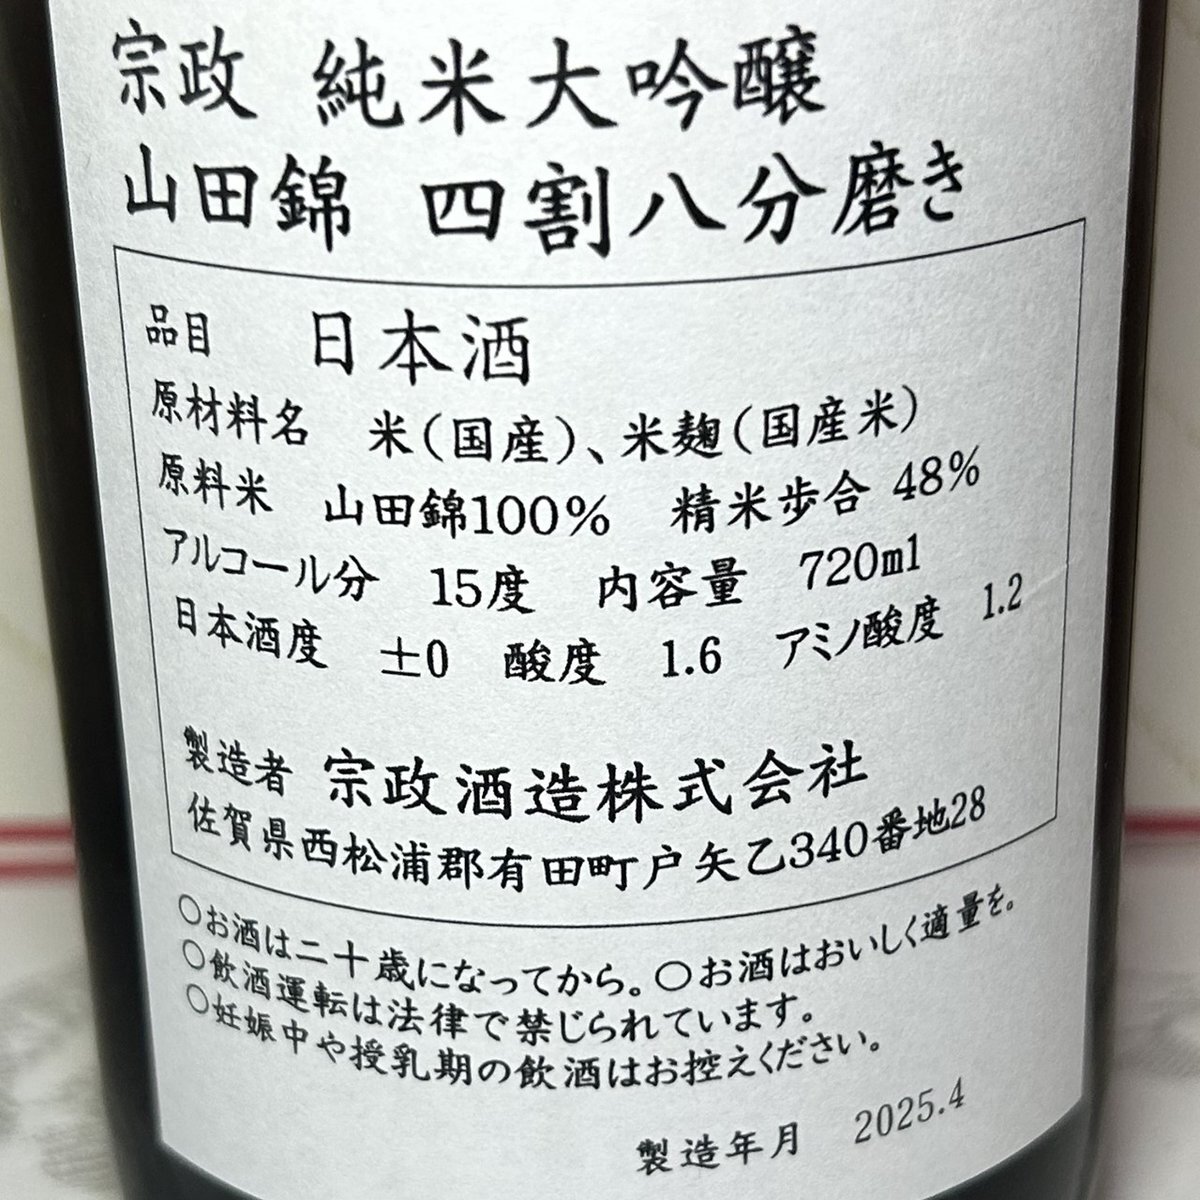 宗政 純米大吟醸
山田錦 四割八分磨き
品目 日本酒
原材料名 米(国産)、米麹(国産米)
原料米 山田錦100% 精米歩合 48%
アルコール分 15度 内容量 720ml
日本酒度 ±0 酸度 1.6 アミノ酸度 1.2
製造者 宗政酒造株式会社
佐賀県西松浦郡有田町戸矢乙340番地28
○お酒は二十歳になってから。○お酒はおいしく適量を。
○飲酒運転は法律で禁じられています。
○妊娠中や授乳期の飲酒はお控えください。
製造年月 2025.4